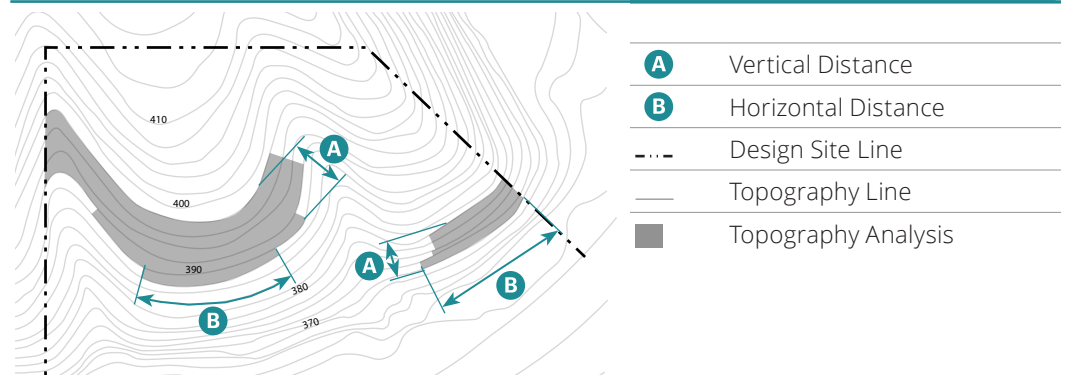 A Vertical Distance
B Horizontal Distance
Design Site Line
Topography Line
Topography Analysis
410
A
400
A
390
B
380
B
370